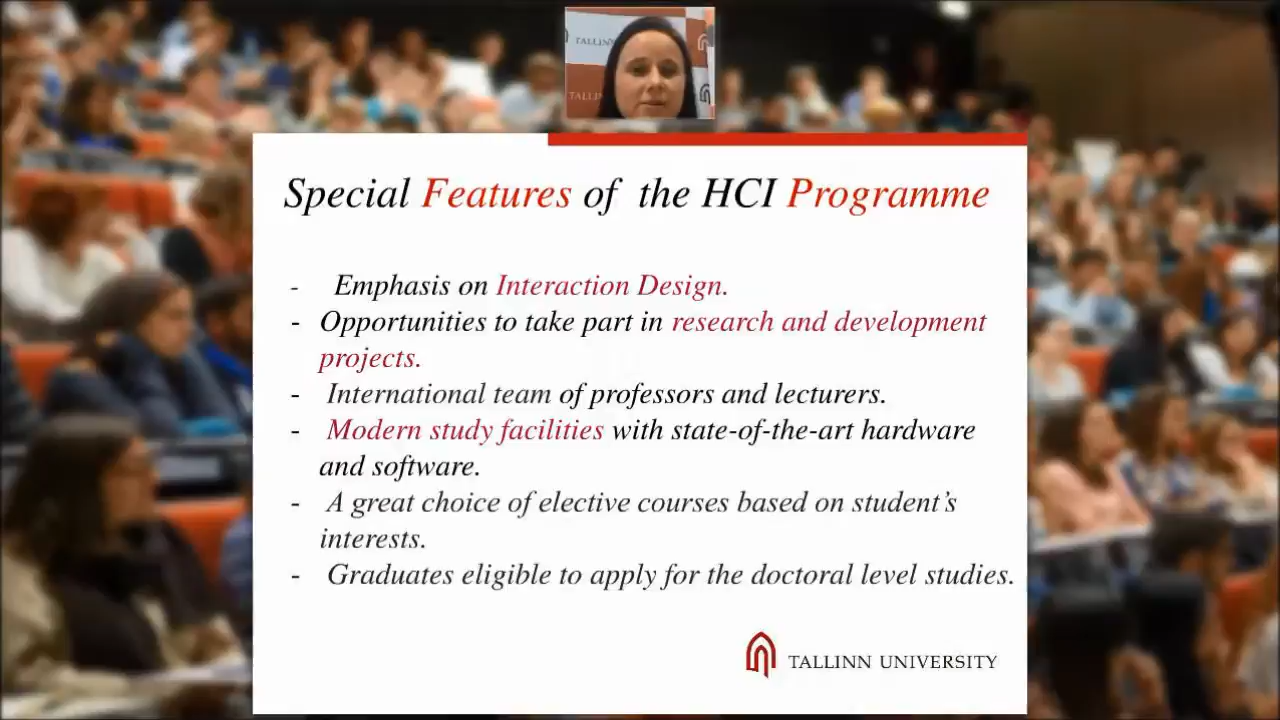 TALLINN
TALLIN
Special Features of the HCI Programme
- Emphasis on Interaction Design.
- Opportunities to take part in research and development
projects.
- International team of professors and lecturers.
- Modern study facilities with state-of-the-art hardware
and software.
- A great choice of elective courses based on student’s
interests.
- Graduates eligible to apply for the doctoral level studies.
TALLINN UNIVERSITY